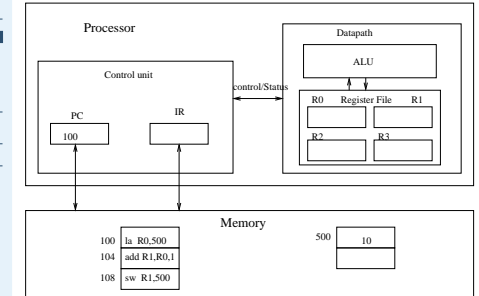 Processor
Datapath
ALU
Control unit
control/Status
R0 Register File R1
PC
IR
100
R2 R3
Memory
100 la R0,500
104 add R1,R0,1
108 sw R1,500
500 10